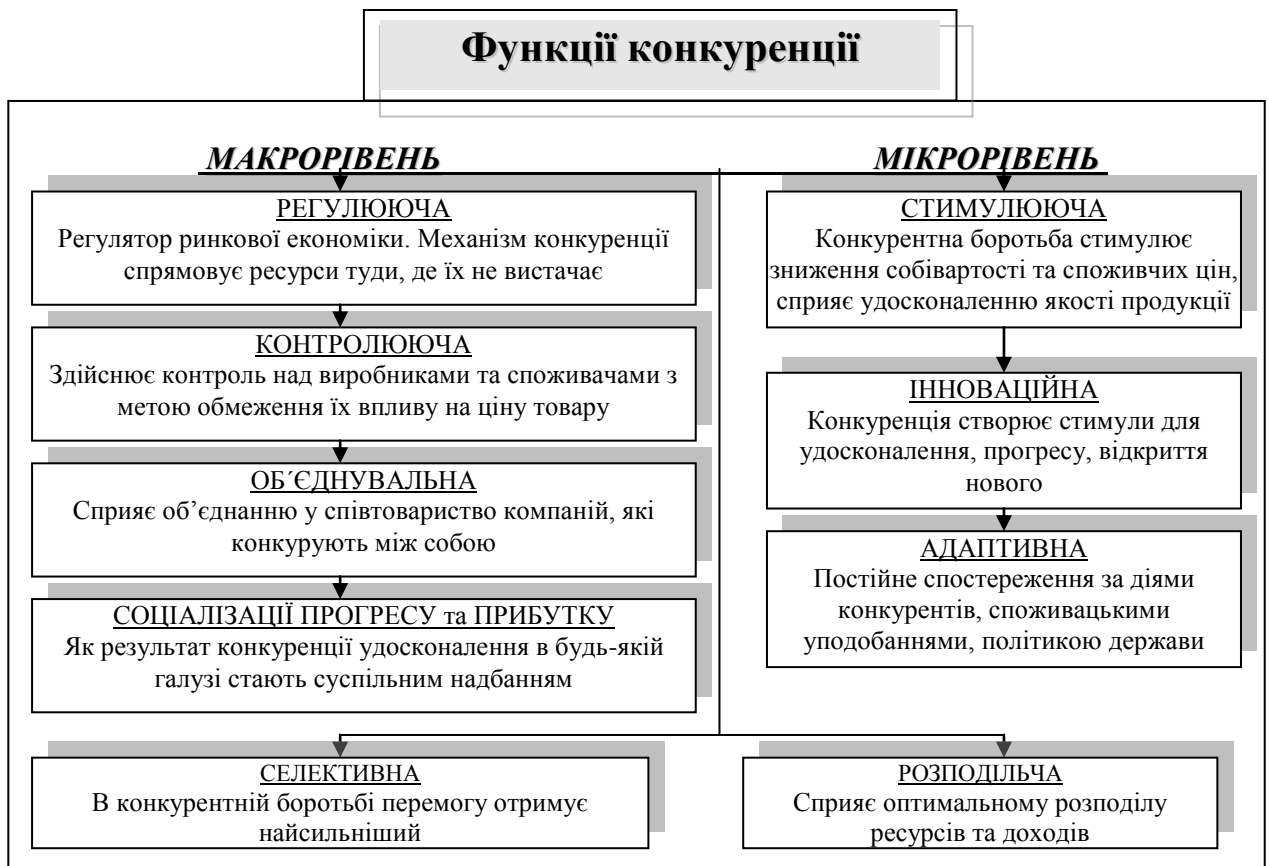 Функції конкуренції
МАКРОРІВЕНЬ
РЕГУЛЮЮЧА
Регулятор ринкової економіки. Механізм конкуренції
спрямовує ресурси туди, де їх не вистачає
КОНТРОЛЮЮЧА
Здійснює контроль над виробниками та споживачами з
метою обмеження їх впливу на ціну товару
ОБ´ЄДНУВАЛЬНА
Сприяє об’єднанню у співтовариство компаній, які
конкурують між собою
СОЦІАЛІЗАЦІЇ ПРОГРЕСУ та ПРИБУТКУ
Як результат конкуренції удосконалення в будь-якій
галузі стають суспільним надбанням
МІКРОРІВЕНЬ
СТИМУЛЮЮЧА
Конкурентна боротьба стимулює
зниження собівартості та споживчих цін,
сприяє удосконаленню якості продукції
ІННОВАЦІЙНА
Конкуренція створює стимули для
удосконалення, прогресу, відкриття
нового
АДАПТИВНА
Постійне спостереження за діями
конкурентів, споживацькими
уподобаннями, політикою держави
СЕЛЕКТИВНА
В конкурентній боротьбі перемогу отримує
найсильніший
РОЗПОДІЛЬЧА
Сприяє оптимальному розподілу
ресурсів та доходів